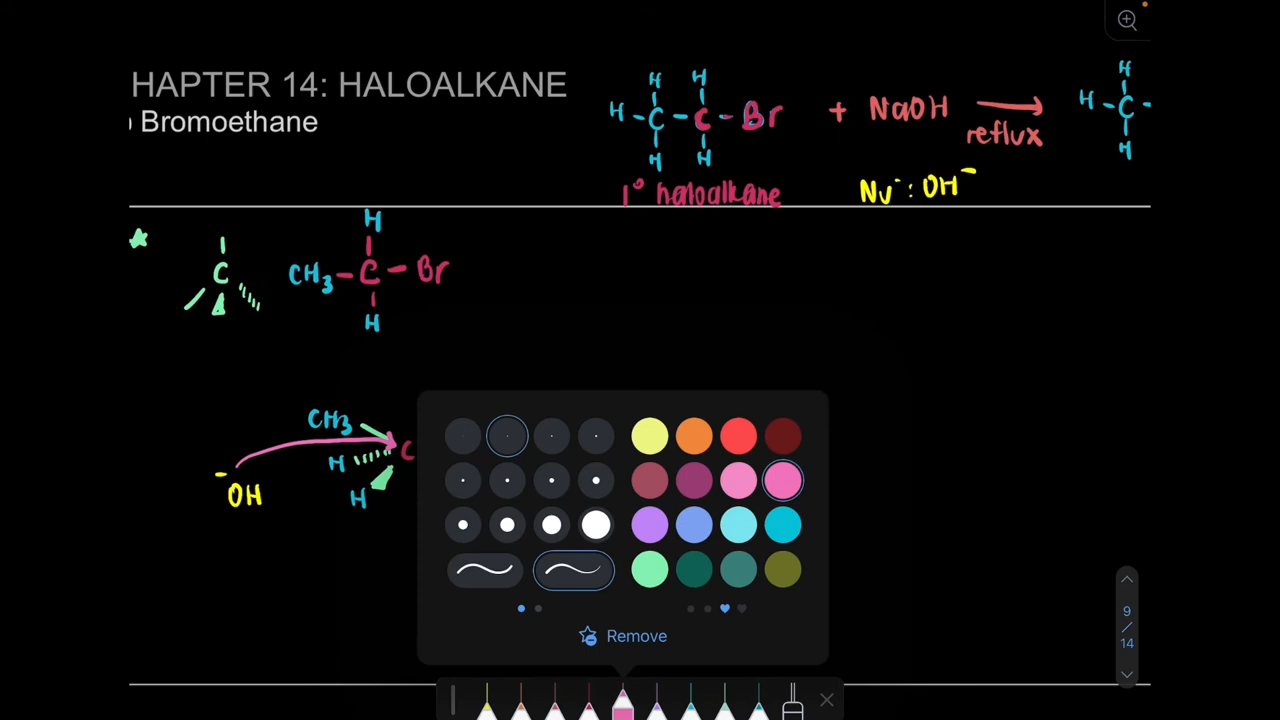 HAPTER 14: HALOALKANE
Bromoethane
H H
H-C-C-Br + NaOH reflux H-C-
H H H
1° haloalkane Nu⁻ : OH⁻
H
C CH₃-C-Br
H
CH₃
H C
⁻OH H
Remove
9
/
14